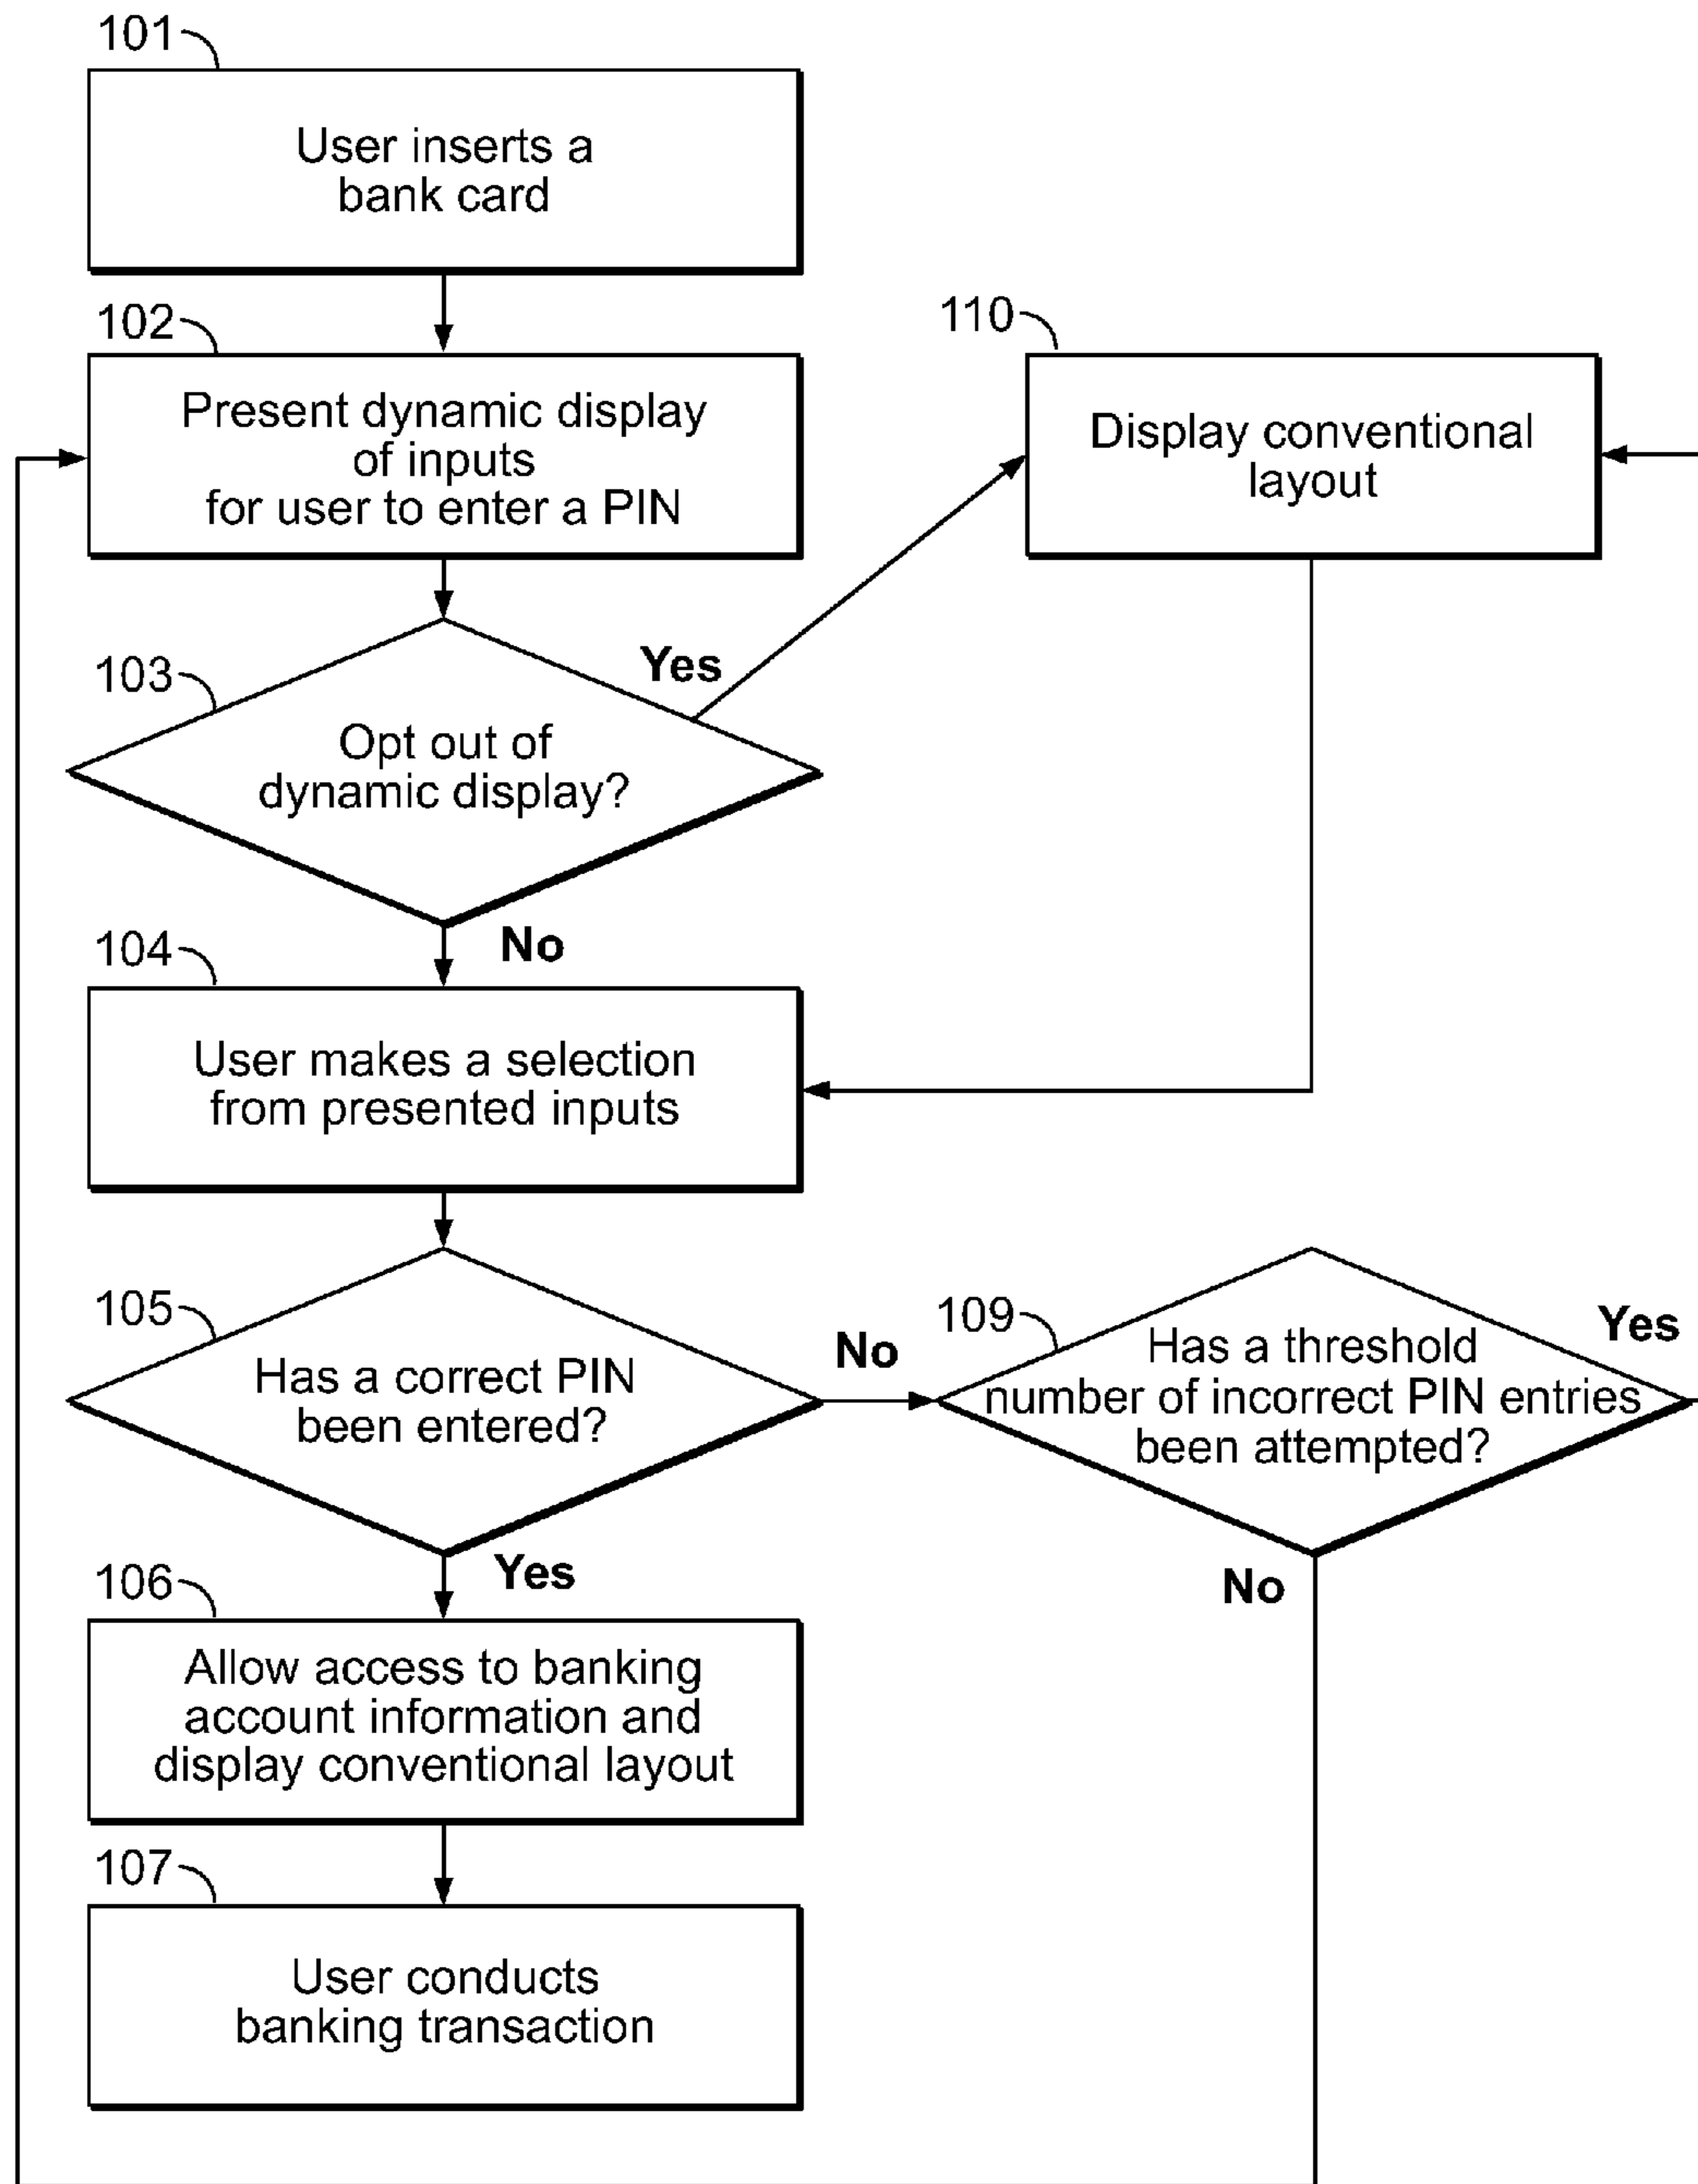 101
User inserts a
bank card
102
Present dynamic display
of inputs
for user to enter a PIN
110
Display conventional
layout
103
Opt out of
dynamic display?
Yes
No
104
User makes a selection
from presented inputs
105
Has a correct PIN
been entered?
No
109
Has a threshold
number of incorrect PIN entries
been attempted?
Yes
Yes
No
106
Allow access to banking
account information and
display conventional layout
107
User conducts
banking transaction